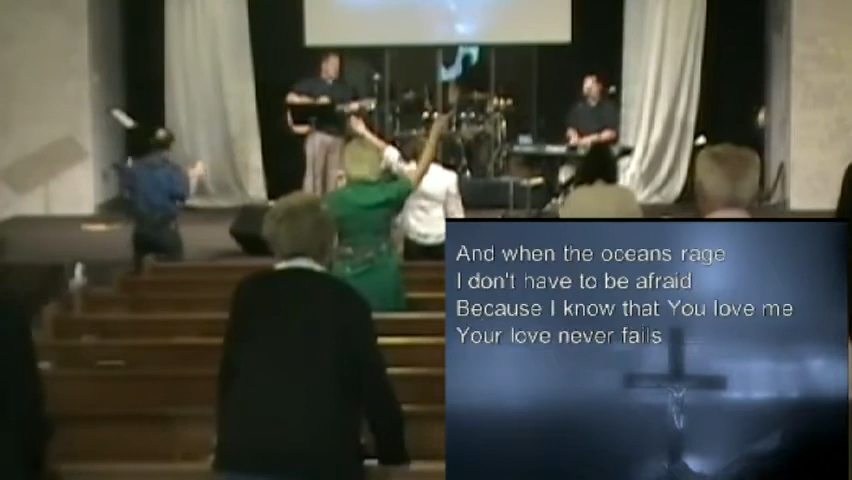 And when the oceans rage
I don't have to be afraid
Because I know that You love me
Your love never fails